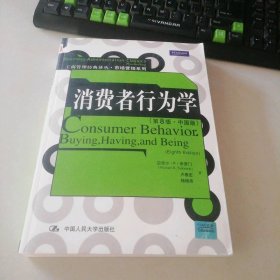 工商管理经典译丛·市场营销系列
消费者行为学
[第8版·中国版]
Consumer Behavior
Buying, Having, and Being
(Eighth Edition)
中国人民大学出版社